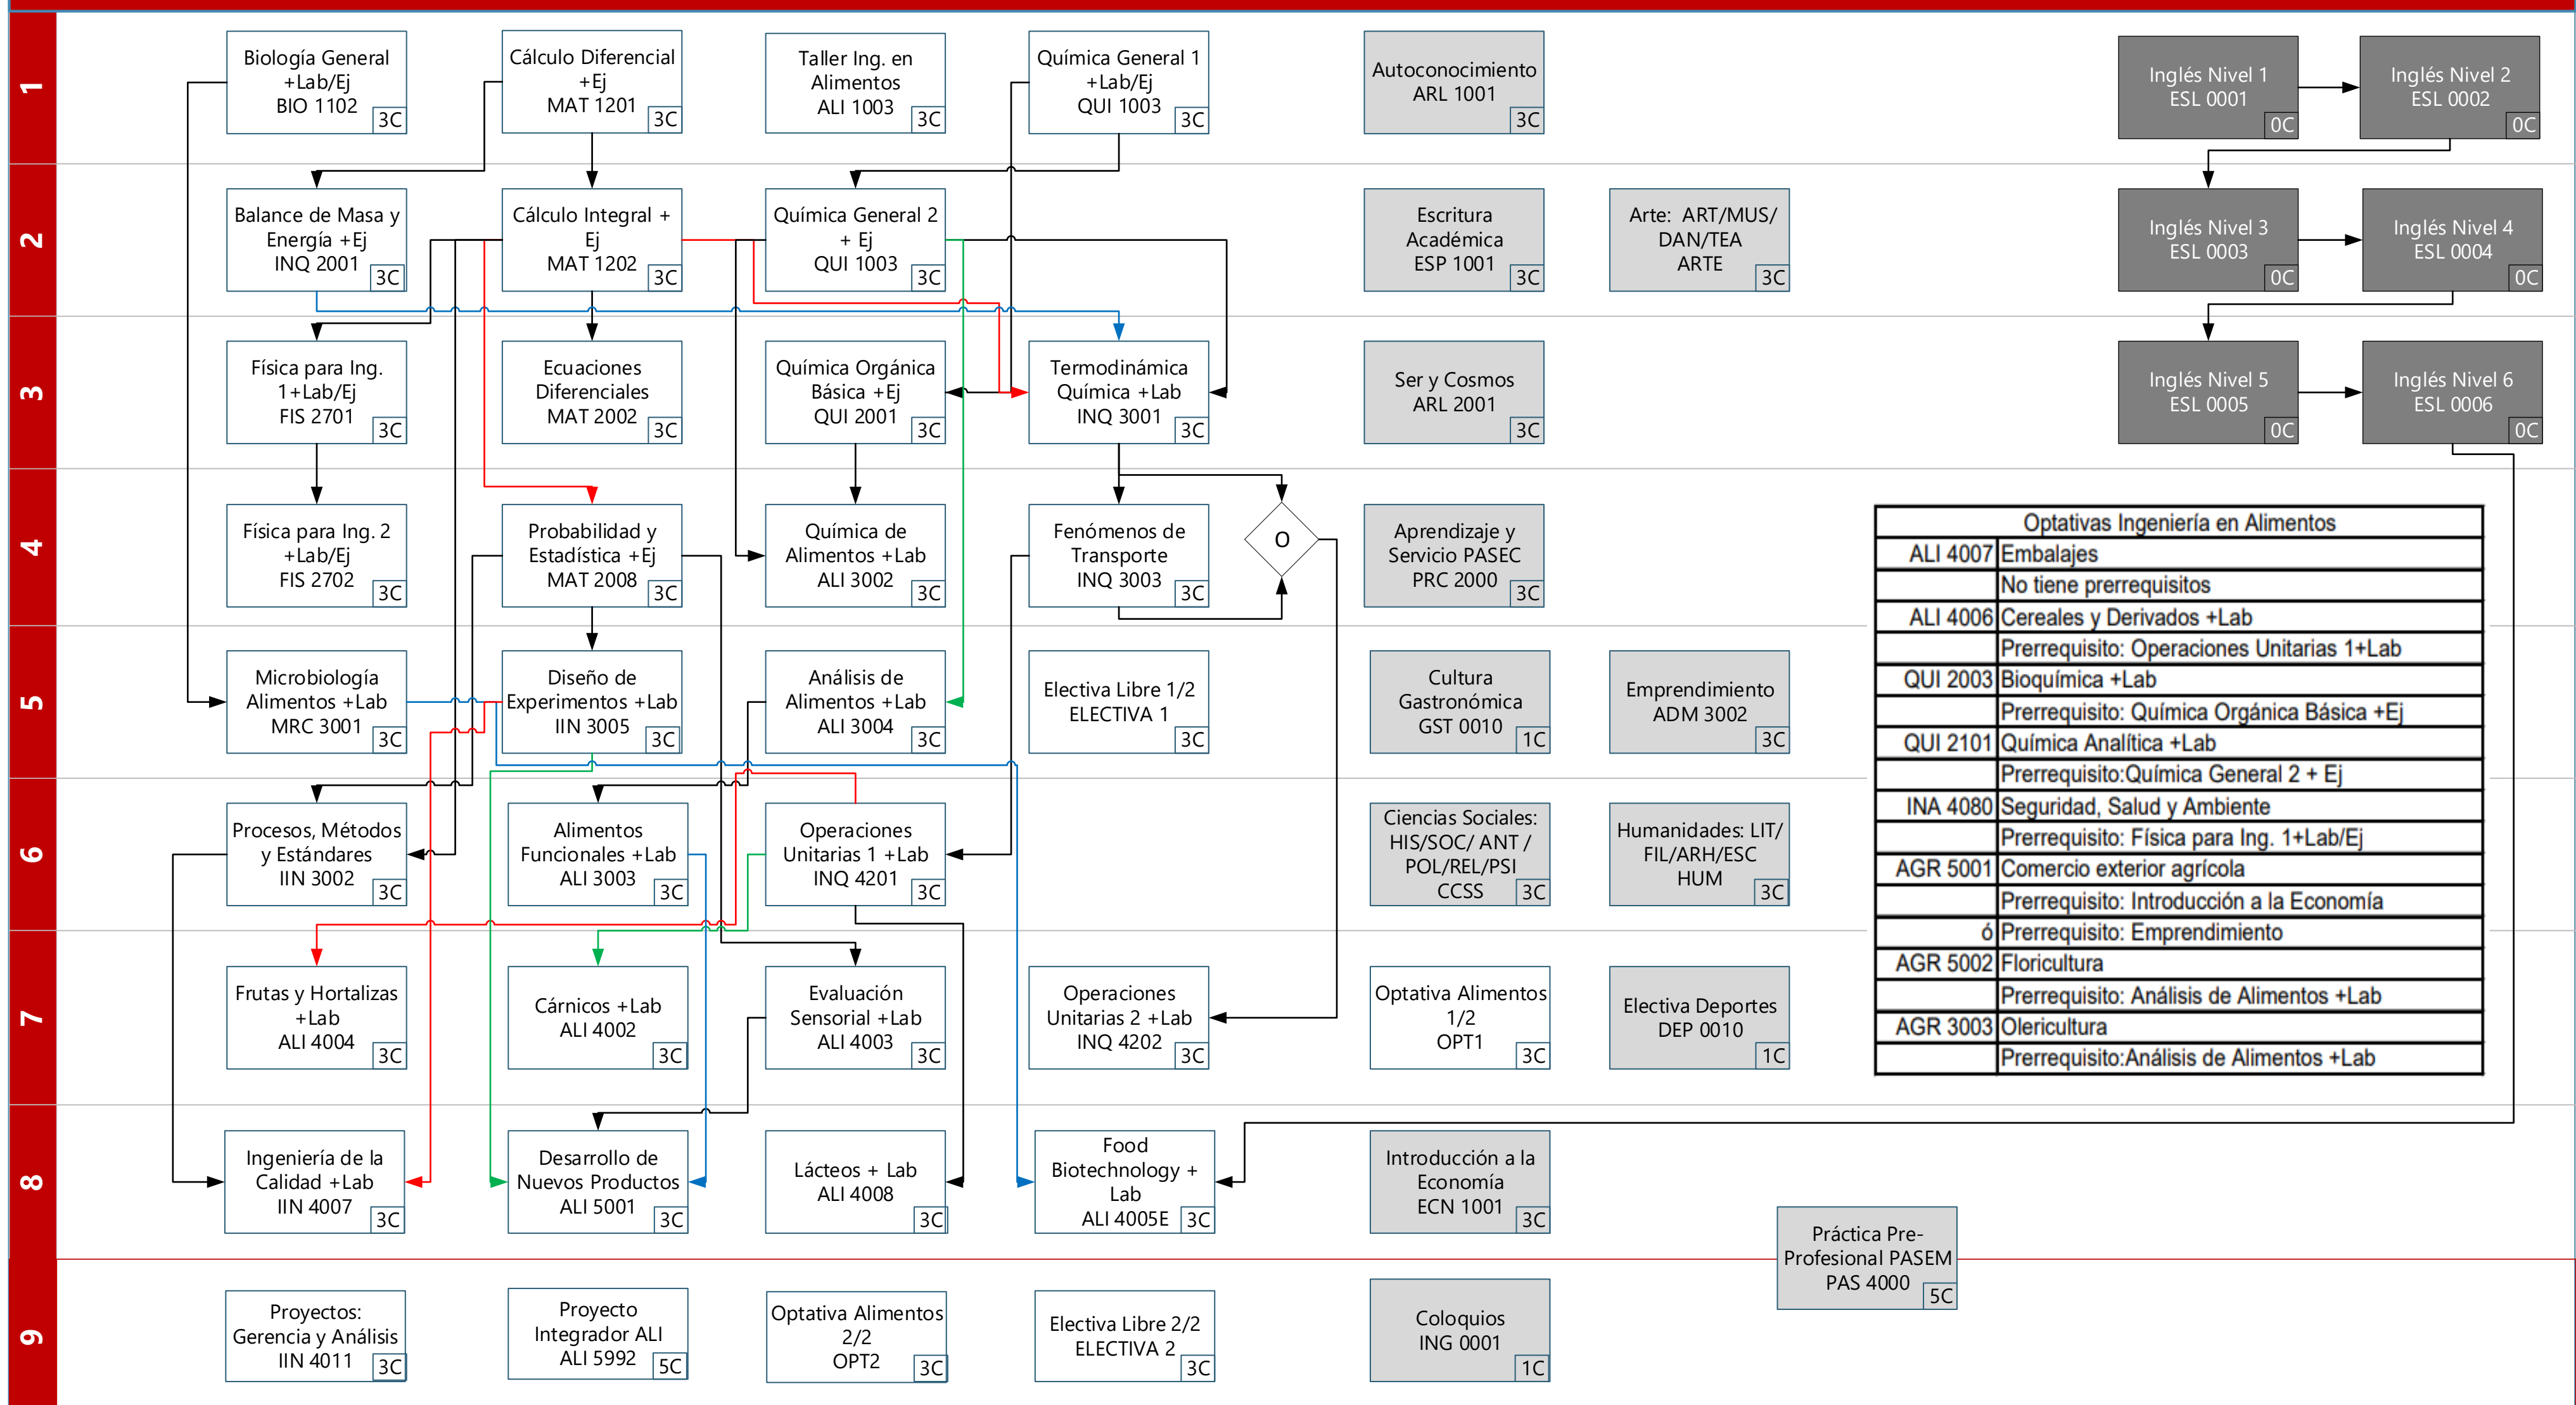 1
Biología General
+Lab/Ej
BIO 1102
3C
Cálculo Diferencial
+Ej
MAT 1201
3C
Taller Ing. en
Alimentos
ALI 1003
3C
Química General 1
+Lab/Ej
QUI 1003
3C
Autoconocimiento
ARL 1001
3C
Inglés Nivel 1
ESL 0001
0C
Inglés Nivel 2
ESL 0002
0C
2
Balance de Masa y
Energía +Ej
INQ 2001
3C
Cálculo Integral +
Ej
MAT 1202
3C
Química General 2
+ Ej
QUI 1003
3C
Escritura
Académica
ESP 1001
3C
Arte: ART/MUS/
DAN/TEA
ARTE
3C
Inglés Nivel 3
ESL 0003
0C
Inglés Nivel 4
ESL 0004
0C
3
Física para Ing.
1+Lab/Ej
FIS 2701
3C
Ecuaciones
Diferenciales
MAT 2002
3C
Química Orgánica
Básica +Ej
QUI 2001
3C
Termodinámica
Química +Lab
INQ 3001
3C
Ser y Cosmos
ARL 2001
3C
Inglés Nivel 5
ESL 0005
0C
Inglés Nivel 6
ESL 0006
0C
4
Física para Ing. 2
+Lab/Ej
FIS 2702
3C
Probabilidad y
Estadística +Ej
MAT 2008
3C
Química de
Alimentos +Lab
ALI 3002
3C
Fenómenos de
Transporte
INQ 3003
3C
O
Aprendizaje y
Servicio PASEC
PRC 2000
3C
5
Microbiología
Alimentos +Lab
MRC 3001
3C
Diseño de
Experimentos +Lab
IIN 3005
3C
Análisis de
Alimentos +Lab
ALI 3004
3C
Electiva Libre 1/2
ELECTIVA 1
3C
Cultura
Gastronómica
GST 0010
1C
Emprendimiento
ADM 3002
3C
6
Procesos, Métodos
y Estándares
IIN 3002
3C
Alimentos
Funcionales +Lab
ALI 3003
3C
Operaciones
Unitarias 1 +Lab
INQ 4201
3C
Ciencias Sociales:
HIS/SOC/ ANT /
POL/REL/PSI
CCSS
3C
Humanidades: LIT/
FIL/ARH/ESC
HUM
3C
7
Frutas y Hortalizas
+Lab
ALI 4004
3C
Cárnicos +Lab
ALI 4002
3C
Evaluación
Sensorial +Lab
ALI 4003
3C
Operaciones
Unitarias 2 +Lab
INQ 4202
3C
Optativa Alimentos
1/2
OPT1
3C
Electiva Deportes
DEP 0010
1C
8
Ingeniería de la
Calidad +Lab
IIN 4007
3C
Desarrollo de
Nuevos Productos
ALI 5001
3C
Lácteos + Lab
ALI 4008
3C
Food
Biotechnology +
Lab
ALI 4005E
3C
Introducción a la
Economía
ECN 1001
3C
Práctica Pre-
Profesional PASEM
PAS 4000
5C
9
Proyectos:
Gerencia y Análisis
IIN 4011
3C
Proyecto
Integrador ALI
ALI 5992
5C
Optativa Alimentos
2/2
OPT2
3C
Electiva Libre 2/2
ELECTIVA 2
3C
Coloquios
ING 0001
1C
Optativas Ingeniería en Alimentos
ALI 4007 Embalajes
No tiene prerrequisitos
ALI 4006 Cereales y Derivados +Lab
Prerrequisito: Operaciones Unitarias 1+Lab
QUI 2003 Bioquímica +Lab
Prerrequisito: Química Orgánica Básica +Ej
QUI 2101 Química Analítica +Lab
Prerrequisito:Química General 2 + Ej
INA 4080 Seguridad, Salud y Ambiente
Prerrequisito: Física para Ing. 1+Lab/Ej
AGR 5001 Comercio exterior agrícola
Prerrequisito: Introducción a la Economía
ó Prerrequisito: Emprendimiento
AGR 5002 Floricultura
Prerrequisito: Análisis de Alimentos +Lab
AGR 3003 Olericultura
Prerrequisito:Análisis de Alimentos +Lab